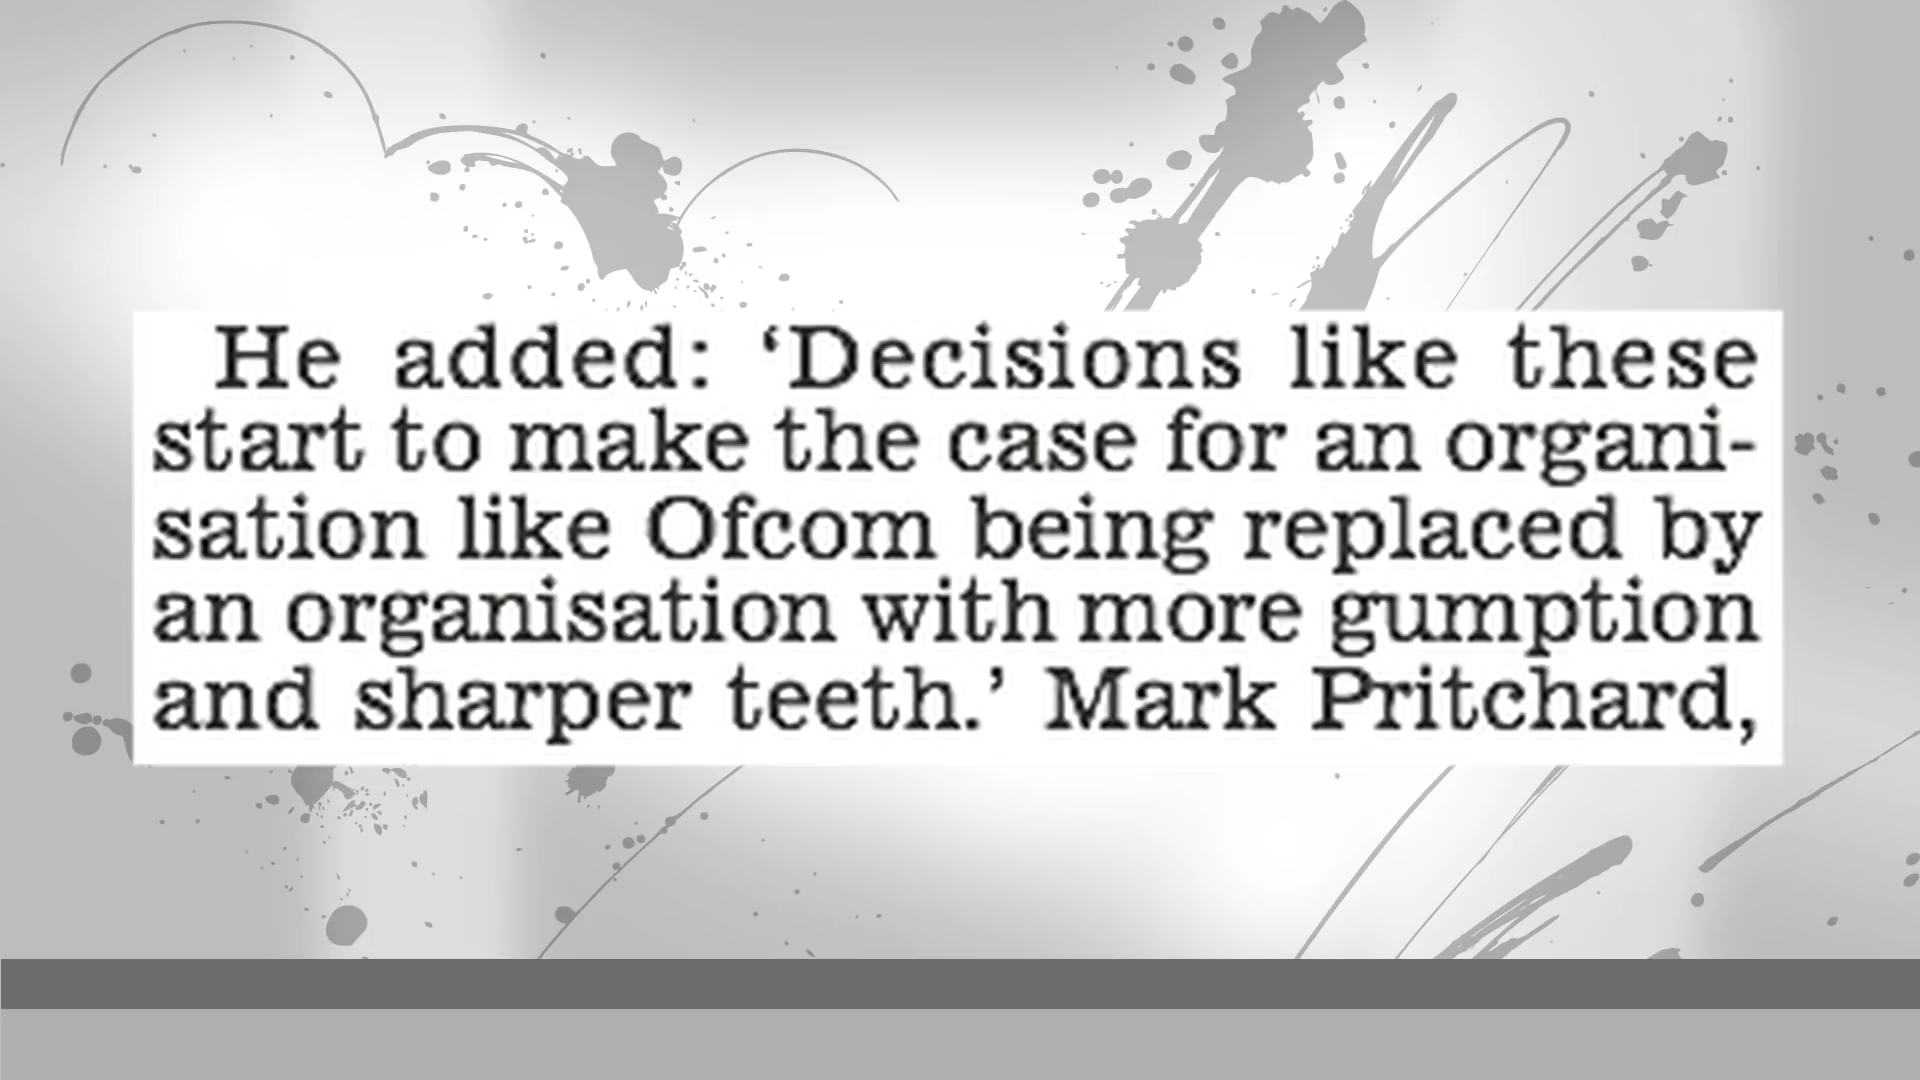 He added: ‘Decisions like these
start to make the case for an organi-
sation like Ofcom being replaced by
an organisation with more gumption
and sharper teeth.’ Mark Pritchard,